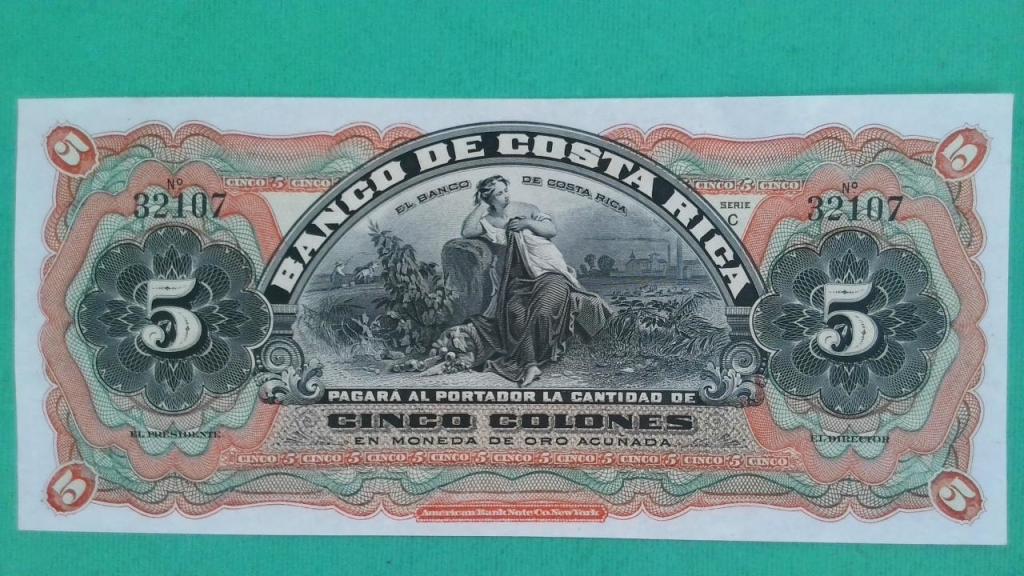 5 5
BANCO DE COSTA RICA
EL BANCO DE COSTA RICA
CINCO 5 CINCO CINCO 5 CINCO
Nº Nº
32107 SERIE 32107
C
5 5
PAGARÁ AL PORTADOR LA CANTIDAD DE
CINCO COLONES
EN MONEDA DE ORO ACUÑADA
EL PRESIDENTE EL DIRECTOR
CINCO 5 CINCO 5 CINCO 5 CINCO 5 CINCO 5 CINCO 5 CINCO 5 CINCO 5 CINCO
5 5
American Bank Note Co. New York